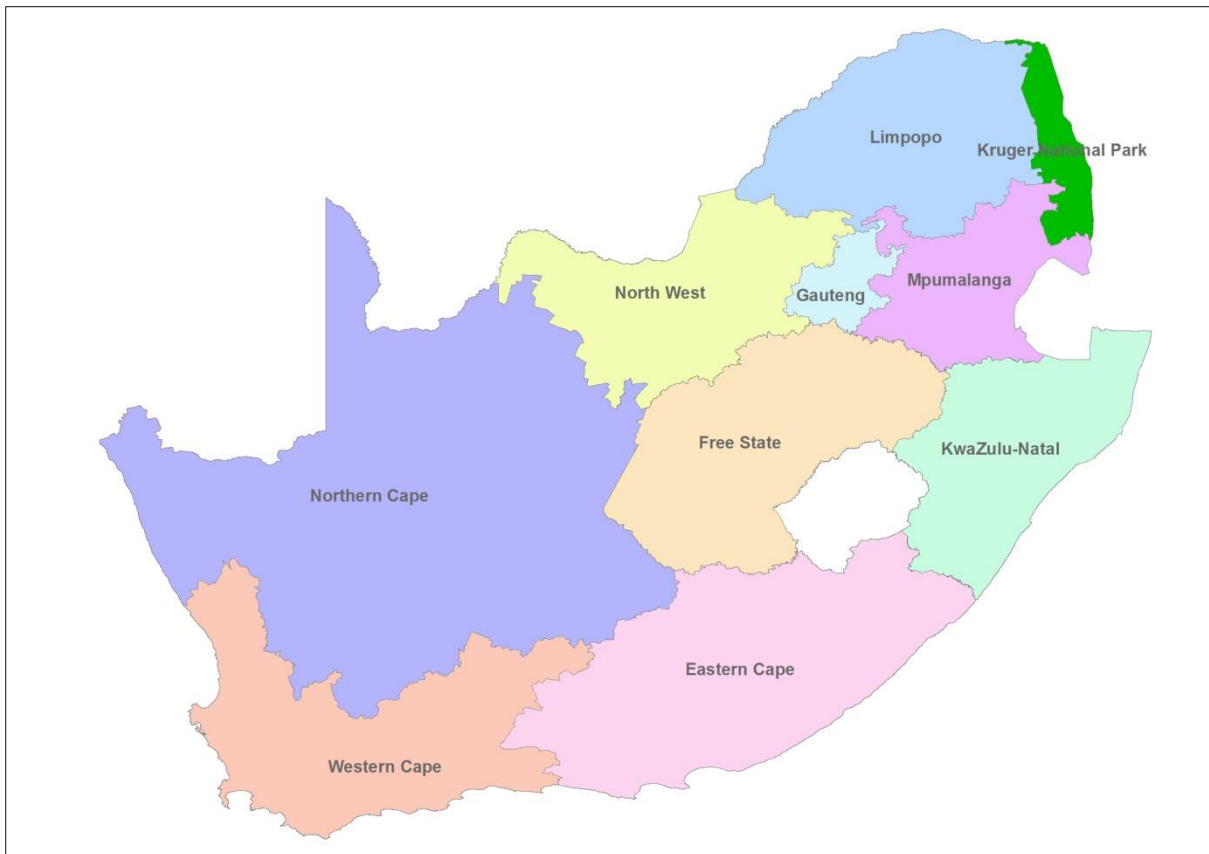 Limpopo
Kruger National Park
North West
Gauteng
Mpumalanga
Free State
KwaZulu-Natal
Northern Cape
Eastern Cape
Western Cape